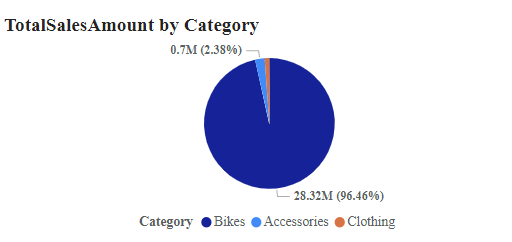 TotalSalesAmount by Category
0.7M (2.38%)
28.32M (96.46%)
Category Bikes Accessories Clothing